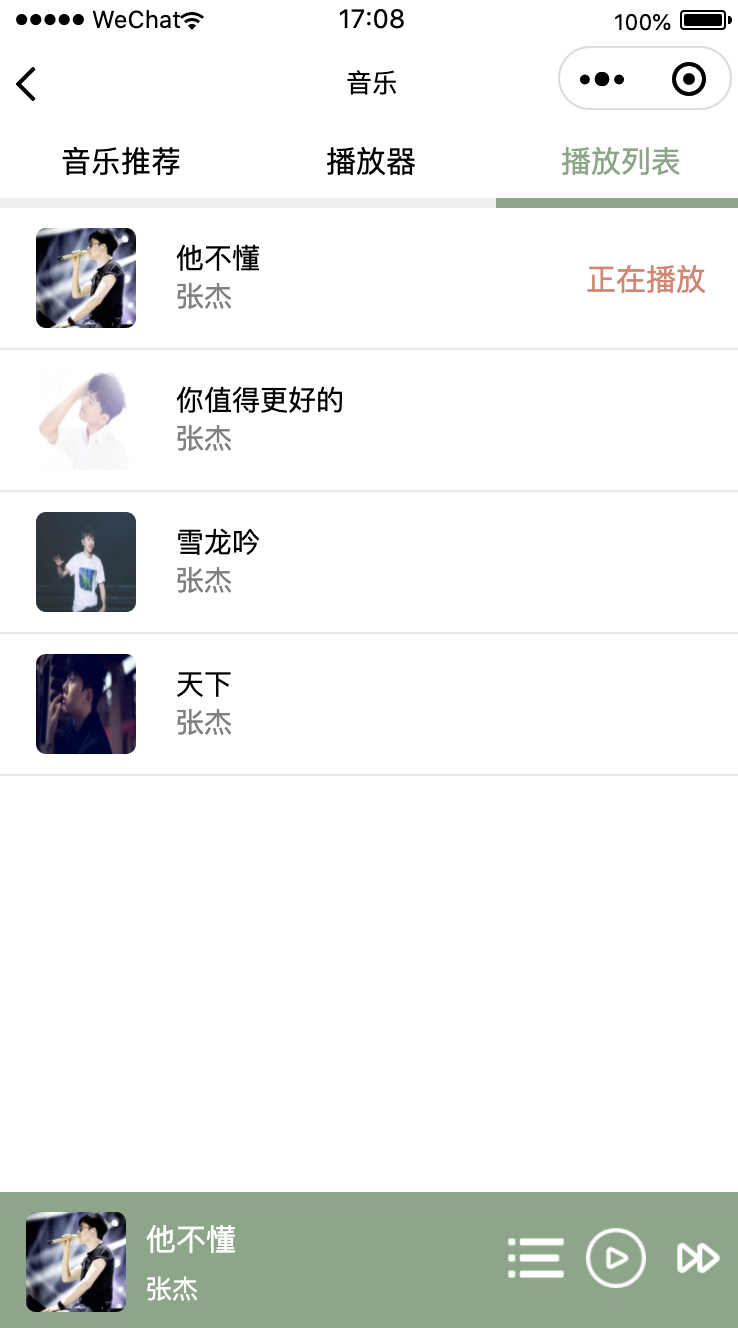 WeChat
17:08
100%
音乐
音乐推荐
播放器
播放列表
他不懂
张杰
正在播放
你值得更好的
张杰
雪龙吟
张杰
天下
张杰
他不懂
张杰